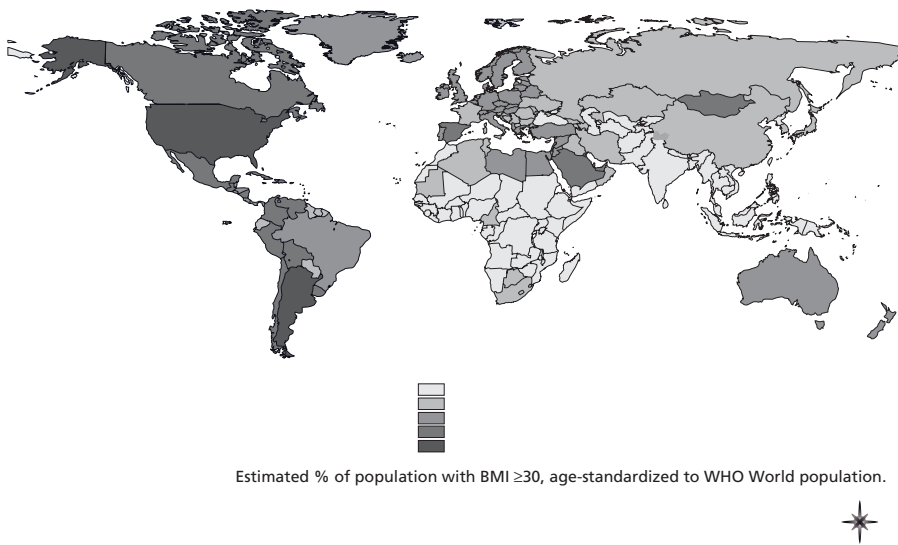 Estimated % of population with BMI ≥30, age-standardized to WHO World population.